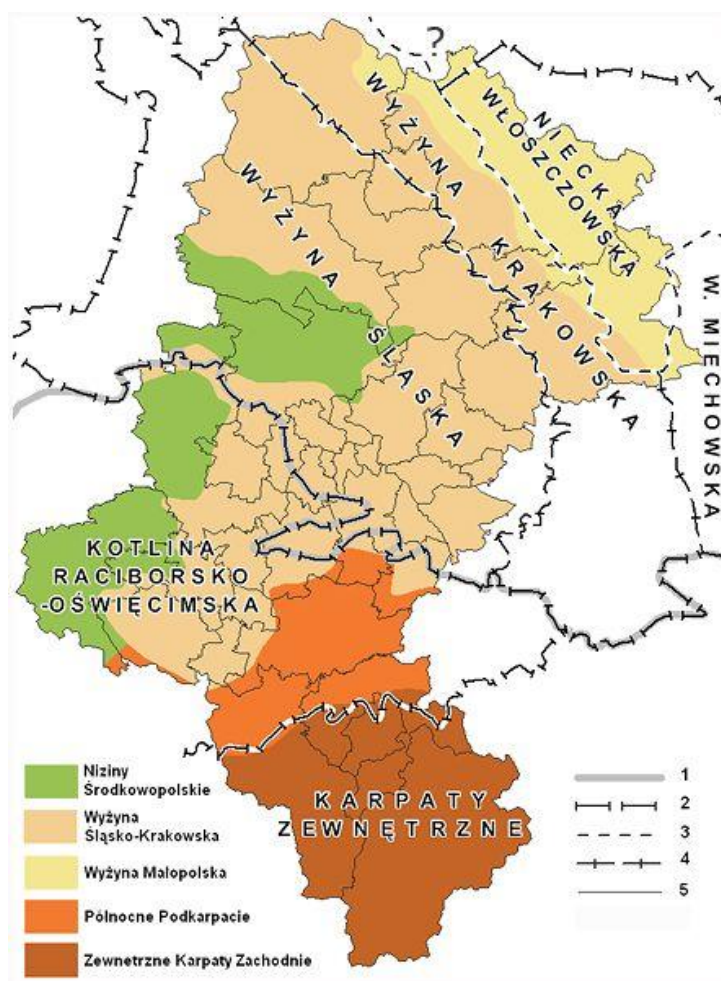 ?
WYŻYNA
KRAKOWSKA
NIECKA
WŁOSZCZOWSKA
WYŻYNA
ŚLĄSKA
W. MIECHOWSKA
KOTLINA
RACIBORSKO
-OŚWIĘCIMSKA
KARPATY
ZEWNĘTRZNE
Niziny
Środkowopolskie
Wyżyna
Śląsko-Krakowska
Wyżyna Malopolska
Północne Podkarpacie
Zewnetrzne Karpaty Zachodnie
1
2
3
4
5